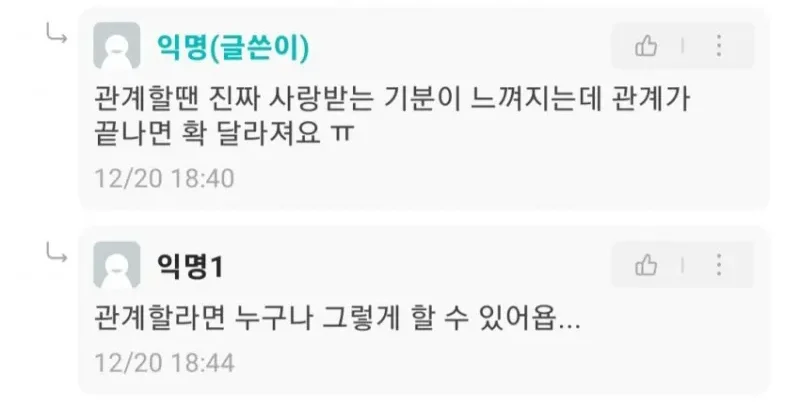 익명(글쓴이)
관계할땐 진짜 사랑받는 기분이 느껴지는데 관계가
끝나면 확 달라져요 ㅠ
12/20 18:40
익명1
관계할라면 누구나 그렇게 할 수 있어욥...
12/20 18:44